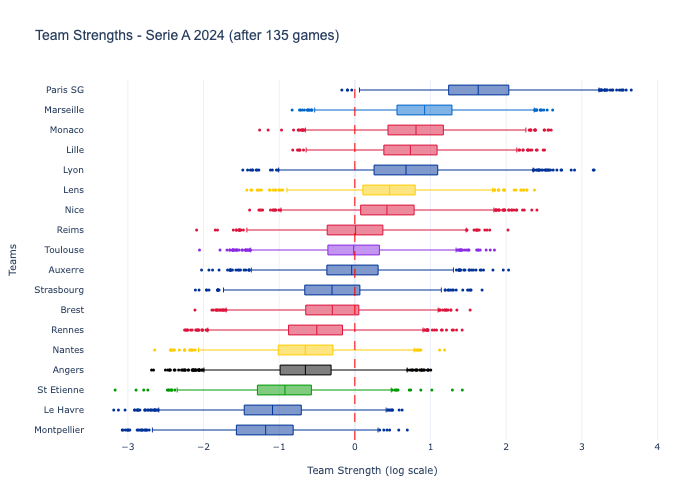 Team Strengths - Serie A 2024 (after 135 games)
Paris SG
Marseille
Monaco
Lille
Lyon
Lens
Nice
Reims
Toulouse
Auxerre
Strasbourg
Brest
Rennes
Nantes
Angers
St Etienne
Le Havre
Montpellier
Teams
−3 −2 −1 0 1 2 3 4
Team Strength (log scale)